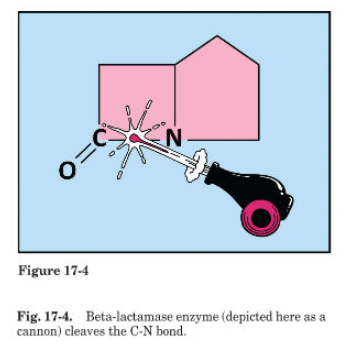 C
N
O
Figure 17-4
Fig. 17-4. Beta-lactamase enzyme (depicted here as a
cannon) cleaves the C-N bond.